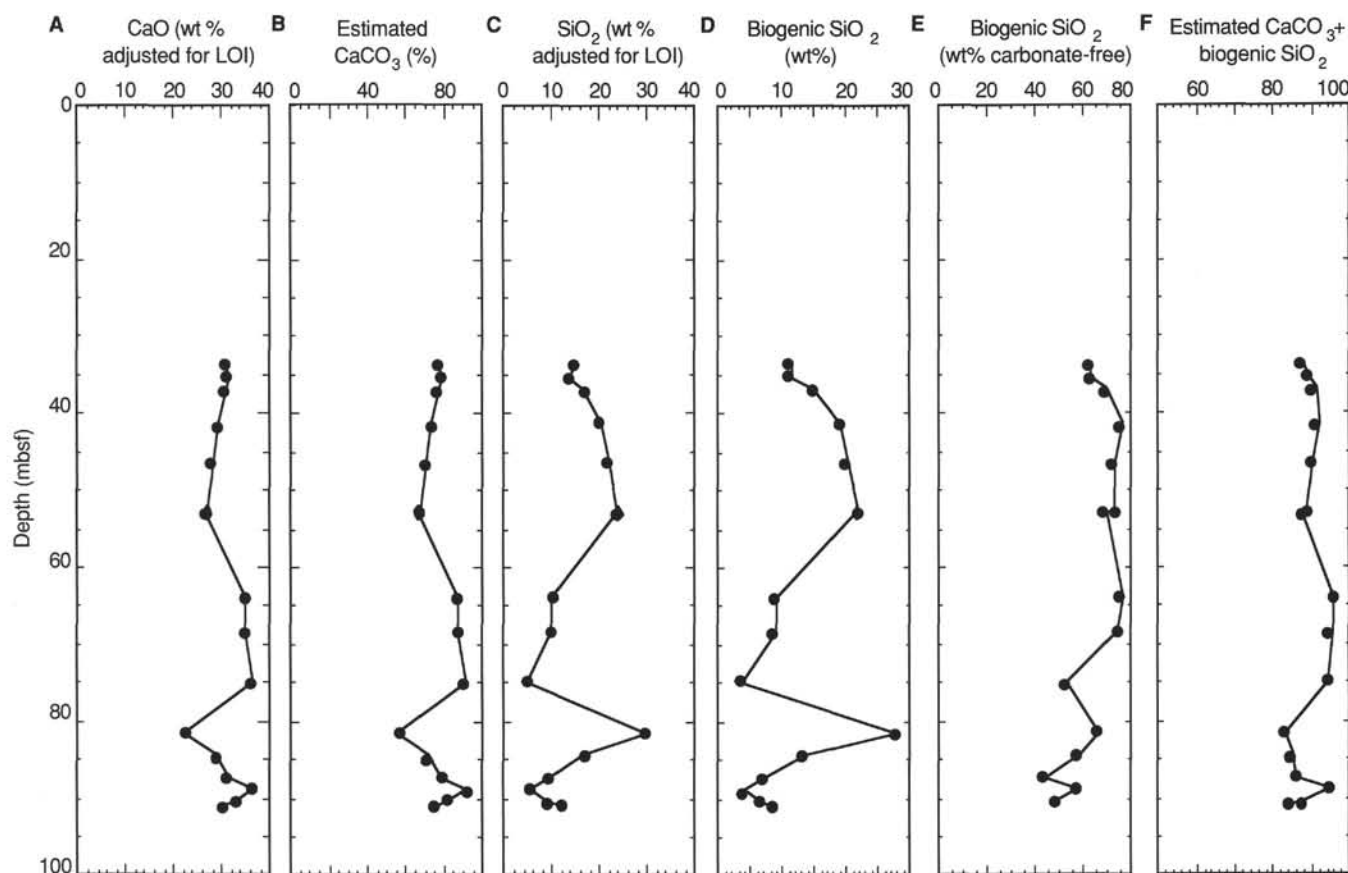 A
CaO (wt %
adjusted for LOI)
0 10 20 30 40
B
Estimated
CaCO3 (%)
0 20 40 60 80
C
SiO2 (wt %
adjusted for LOI)
0 10 20 30 40
D
Biogenic SiO2
(wt%)
0 10 20 30
E
Biogenic SiO2
(wt% carbonate-free)
0 20 40 60 80
F
Estimated CaCO3+
biogenic SiO2
60 80 100
Depth (mbsf)
0
20
40
60
80
100